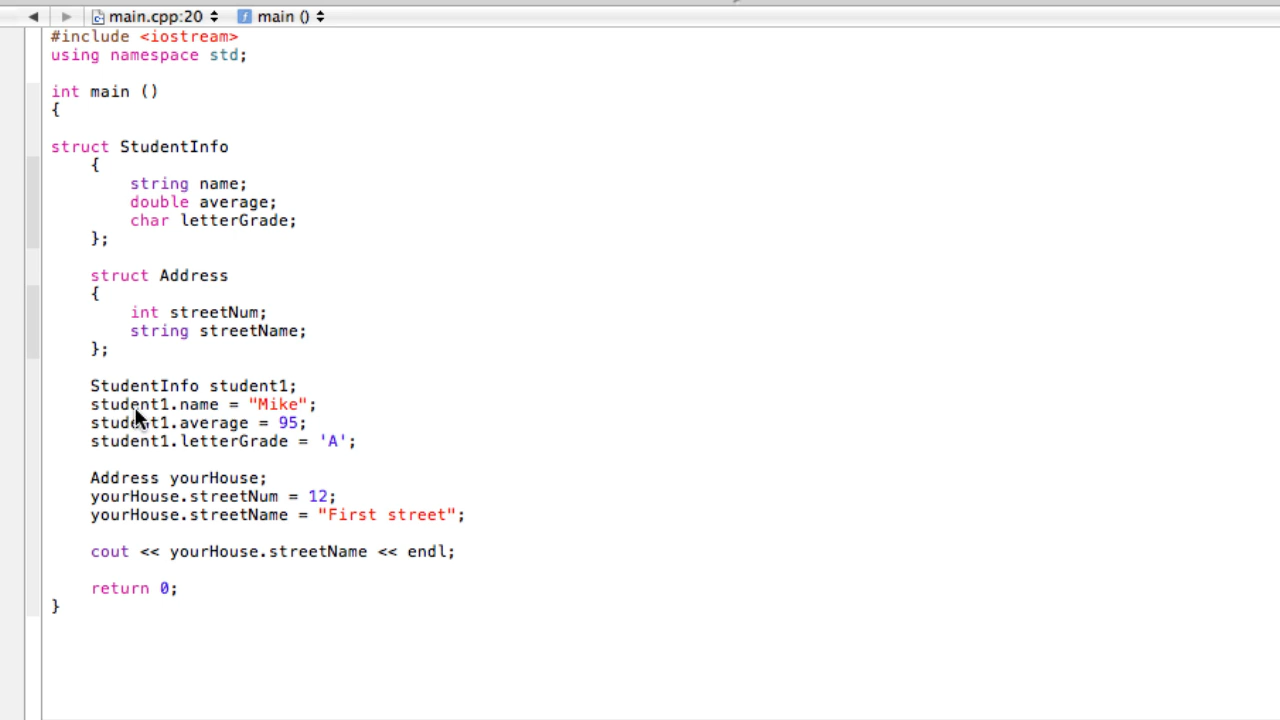 main.cpp:20 main ()
#include <iostream>
using namespace std;
int main ()
{
struct StudentInfo
{
string name;
double average;
char letterGrade;
};
struct Address
{
int streetNum;
string streetName;
};
StudentInfo student1;
student1.name = "Mike";
student1.average = 95;
student1.letterGrade = 'A';
Address yourHouse;
yourHouse.streetNum = 12;
yourHouse.streetName = "First street";
cout << yourHouse.streetName << endl;
return 0;
}